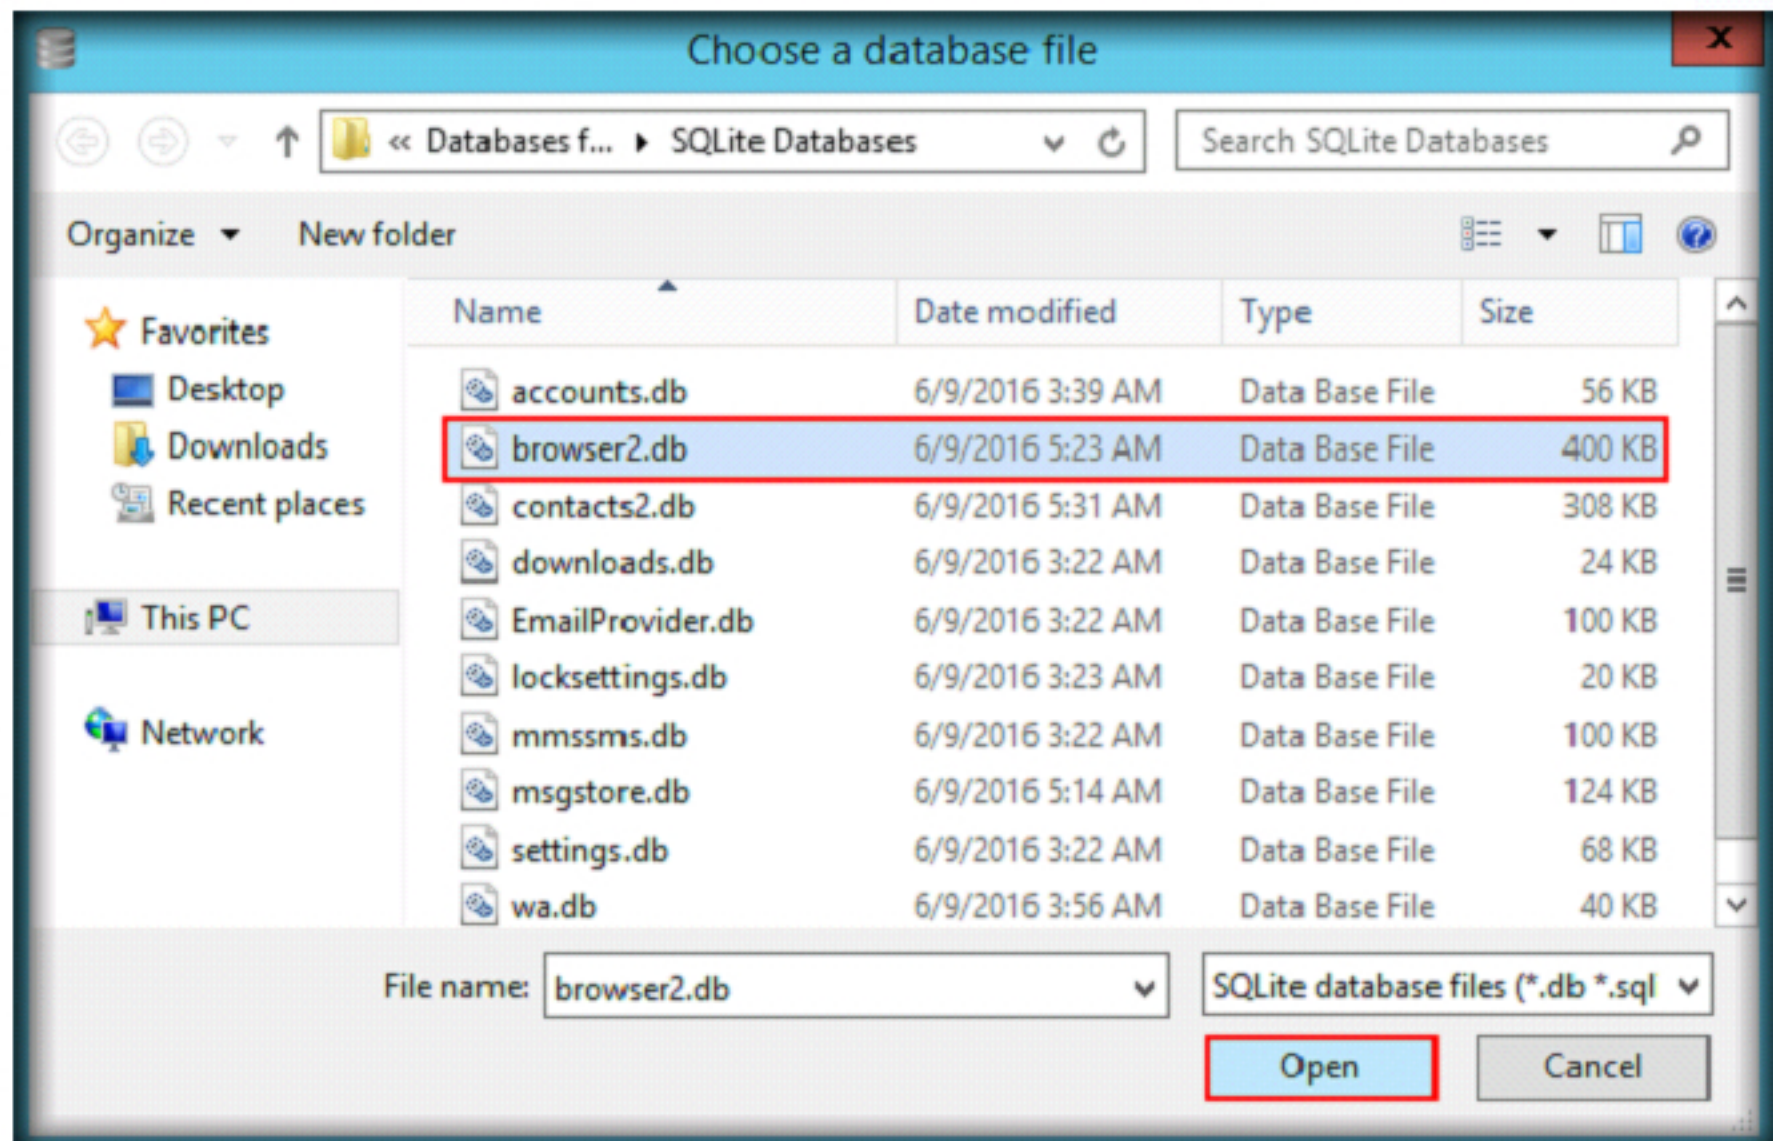 Choose a database file
x
« Databases f... SQLite Databases Search SQLite Databases
Organize New folder
Name Date modified Type Size
Favorites
Desktop
Downloads
Recent places
This PC
Network
accounts.db 6/9/2016 3:39 AM Data Base File 56 KB
browser2.db 6/9/2016 5:23 AM Data Base File 400 KB
contacts2.db 6/9/2016 5:31 AM Data Base File 308 KB
downloads.db 6/9/2016 3:22 AM Data Base File 24 KB
EmailProvider.db 6/9/2016 3:22 AM Data Base File 100 KB
locksettings.db 6/9/2016 3:23 AM Data Base File 20 KB
mmssms.db 6/9/2016 3:22 AM Data Base File 100 KB
msgstore.db 6/9/2016 5:14 AM Data Base File 124 KB
settings.db 6/9/2016 3:22 AM Data Base File 68 KB
wa.db 6/9/2016 3:56 AM Data Base File 40 KB
File name: browser2.db SQLite database files (*.db *.sql
Open Cancel